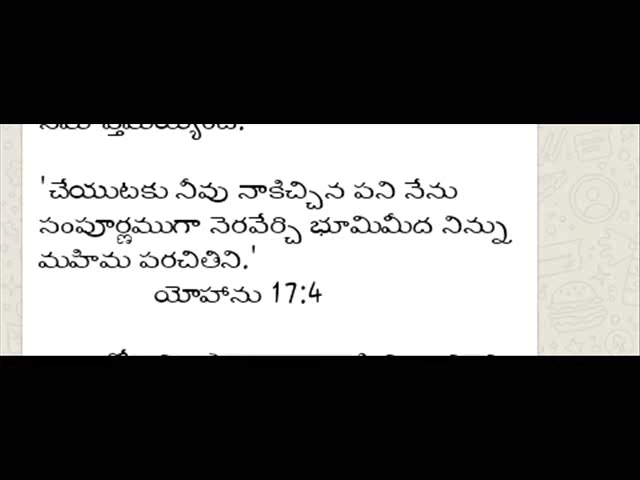 'చేయుటకు నీవు నాకిచ్చిన పని నేను
సంపూర్ణముగా నెరవేర్చి భూమిమీద నిన్ను
మహిమ పరచితిని.'
యోహాను 17:4